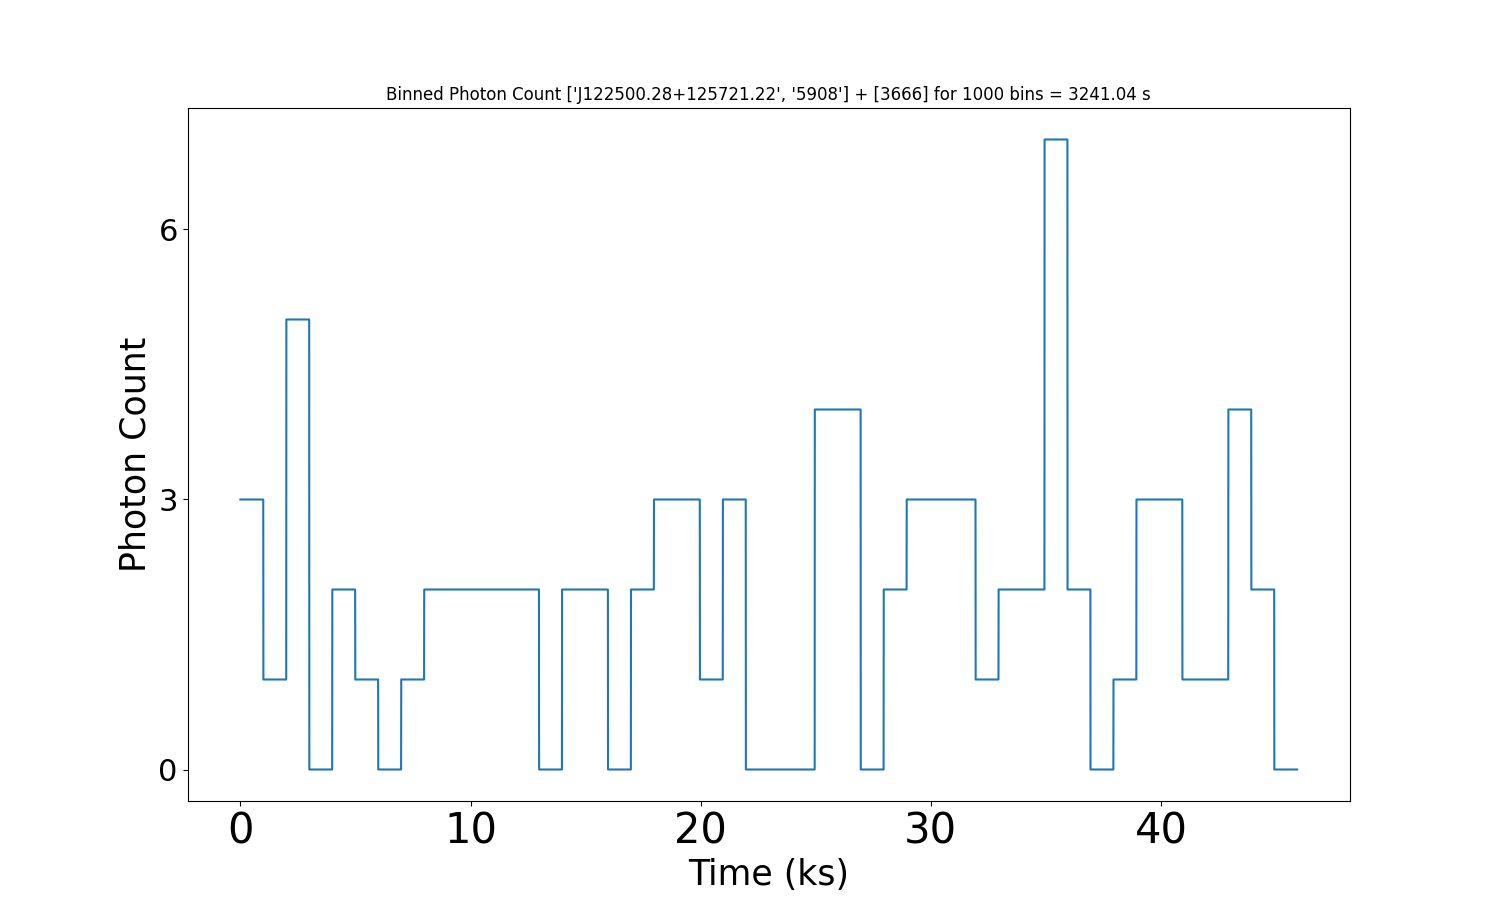 Binned Photon Count ['J122500.28+125721.22', '5908'] + [3666] for 1000 bins = 3241.04 s
6
3
0
Photon Count
0 10 20 30 40
Time (ks)